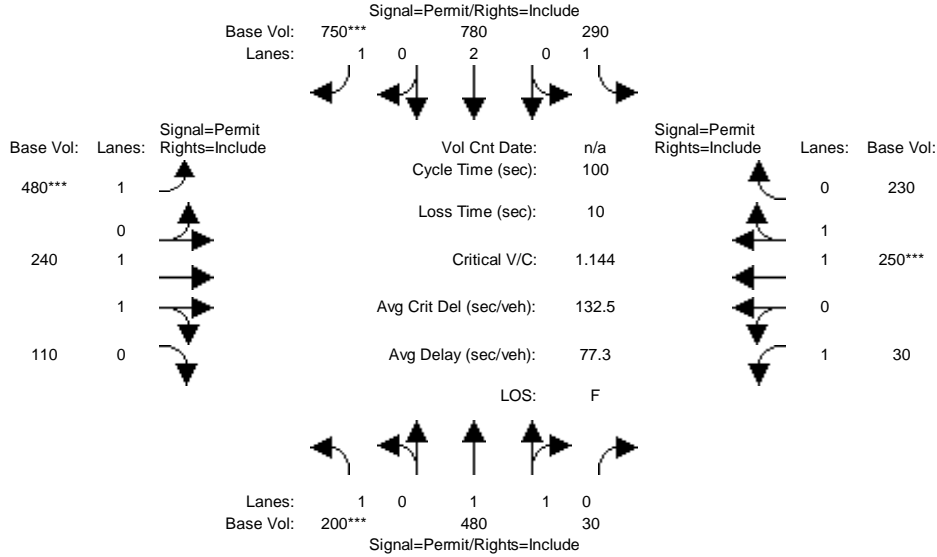 Signal=Permit/Rights=Include
Base Vol: 750*** 780 290
Lanes: 1 0 2 0 1
Signal=Permit
Base Vol: Lanes: Rights=Include
Vol Cnt Date: n/a
Signal=Permit
Rights=Include Lanes: Base Vol:
Cycle Time (sec): 100
480*** 1
0 230
Loss Time (sec): 10
0
1
240 1
Critical V/C: 1.144
1 250***
1
Avg Crit Del (sec/veh): 132.5
0
110 0
Avg Delay (sec/veh): 77.3
1 30
LOS: F
Lanes: 1 0 1 1 0
Base Vol: 200*** 480 30
Signal=Permit/Rights=Include